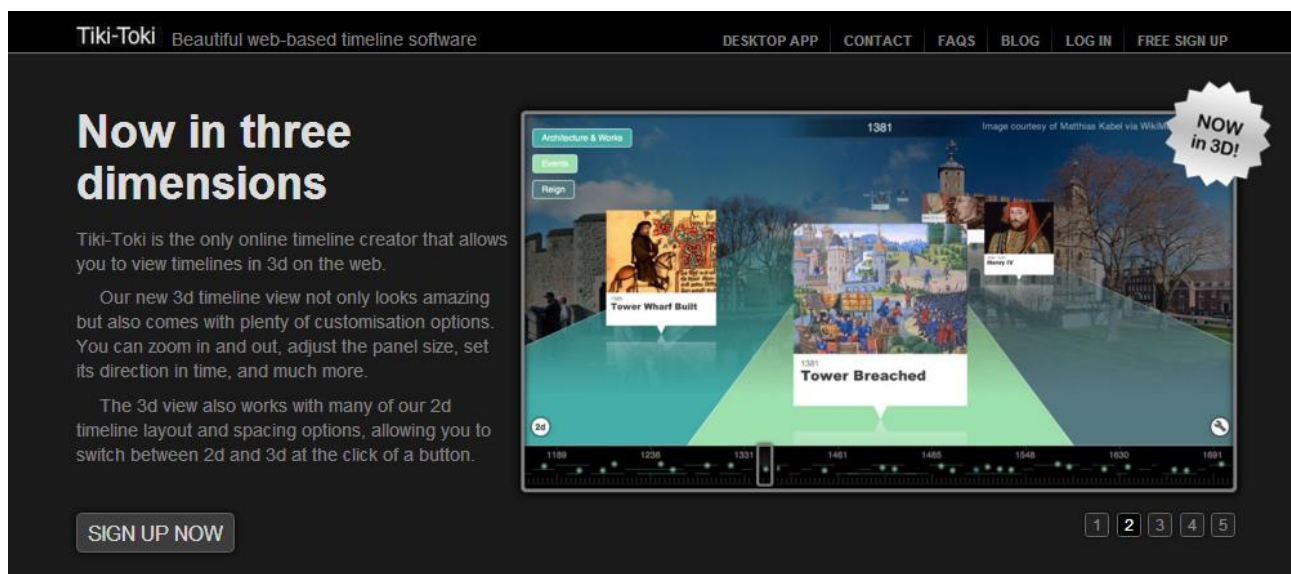 Tiki-Toki Beautiful web-based timeline software
DESKTOP APP CONTACT FAQS BLOG LOG IN FREE SIGN UP
Now in three
dimensions
Tiki-Toki is the only online timeline creator that allows
you to view timelines in 3d on the web.
Our new 3d timeline view not only looks amazing
but also comes with plenty of customisation options.
You can zoom in and out, adjust the panel size, set
its direction in time, and much more.
The 3d view also works with many of our 2d
timeline layout and spacing options, allowing you to
switch between 2d and 3d at the click of a button.
SIGN UP NOW
Architecture & Works
Events
Reign
1381
Image courtesy of Matthias Kabel via
NOW
in 3D!
Tower Wharf Built
Henry IV
1381
Tower Breached
2d
1189 1236 1331 1461 1485 1548 1630 1691
1 2 3 4 5